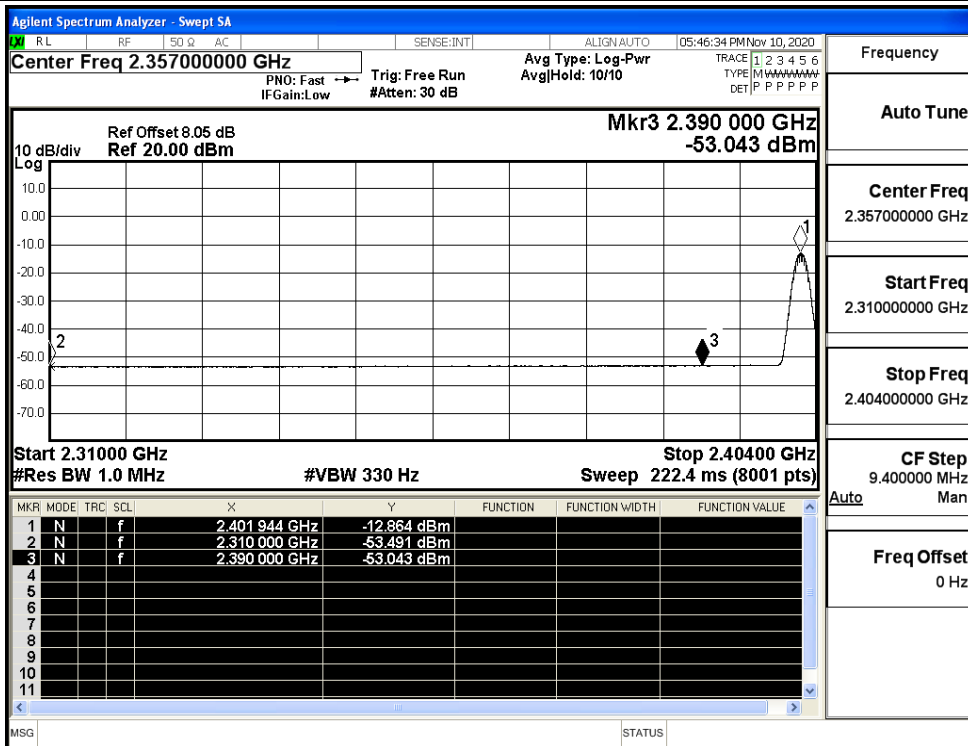 Agilent Spectrum Analyzer - Swept SA
LXI RL RF 50 Ω AC SENSE:INT ALIGN AUTO 05:46:34 PM Nov 10, 2020
Center Freq 2.357000000 GHz
PNO: Fast
IFGain:Low
Trig: Free Run
#Atten: 30 dB
Avg Type: Log-Pwr
Avg|Hold: 10/10
TRACE 1 2 3 4 5 6
TYPE M W W W W W
DET P P P P P P
Mkr3 2.390 000 GHz
-53.043 dBm
Ref Offset 8.05 dB
10 dB/div Ref 20.00 dBm
Log
10.0
0.00
-10.0
-20.0
-30.0
-40.0
-50.0
-60.0
-70.0
1
2
3
Start 2.31000 GHz Stop 2.40400 GHz
#Res BW 1.0 MHz #VBW 330 Hz Sweep 222.4 ms (8001 pts)
MKR MODE TRC SCL X Y FUNCTION FUNCTION WIDTH FUNCTION VALUE
1 N f 2.401 944 GHz -12.864 dBm
2 N f 2.310 000 GHz -53.491 dBm
3 N f 2.390 000 GHz -53.043 dBm
4
5
6
7
8
9
10
11
MSG STATUS
Frequency
Auto Tune
Center Freq
2.357000000 GHz
Start Freq
2.310000000 GHz
Stop Freq
2.404000000 GHz
CF Step
9.400000 MHz
Auto Man
Freq Offset
0 Hz